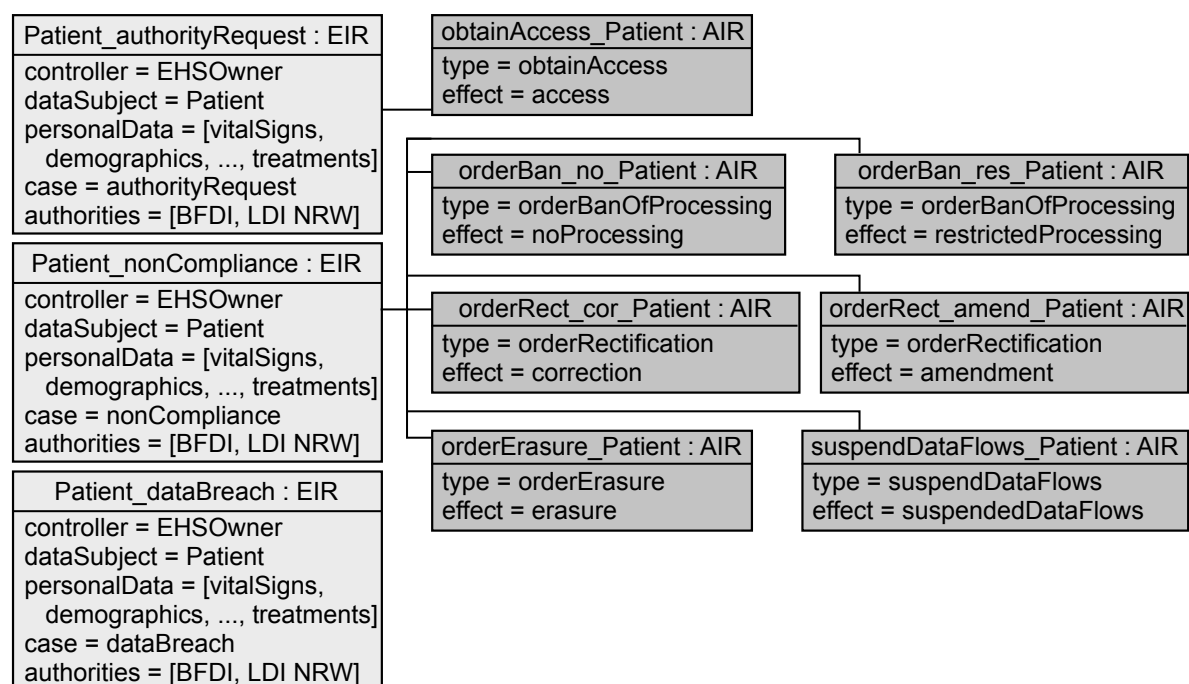 Patient_authorityRequest : EIR
controller = EHSOwner
dataSubject = Patient
personalData = [vitalSigns,
demographics, ..., treatments]
case = authorityRequest
authorities = [BFDI, LDI NRW]
obtainAccess_Patient : AIR
type = obtainAccess
effect = access
orderBan_no_Patient : AIR
type = orderBanOfProcessing
effect = noProcessing
orderBan_res_Patient : AIR
type = orderBanOfProcessing
effect = restrictedProcessing
Patient_nonCompliance : EIR
controller = EHSOwner
dataSubject = Patient
personalData = [vitalSigns,
demographics, ..., treatments]
case = nonCompliance
authorities = [BFDI, LDI NRW]
orderRect_cor_Patient : AIR
type = orderRectification
effect = correction
orderRect_amend_Patient : AIR
type = orderRectification
effect = amendment
orderErasure_Patient : AIR
type = orderErasure
effect = erasure
suspendDataFlows_Patient : AIR
type = suspendDataFlows
effect = suspendedDataFlows
Patient_dataBreach : EIR
controller = EHSOwner
dataSubject = Patient
personalData = [vitalSigns,
demographics, ..., treatments]
case = dataBreach
authorities = [BFDI, LDI NRW]